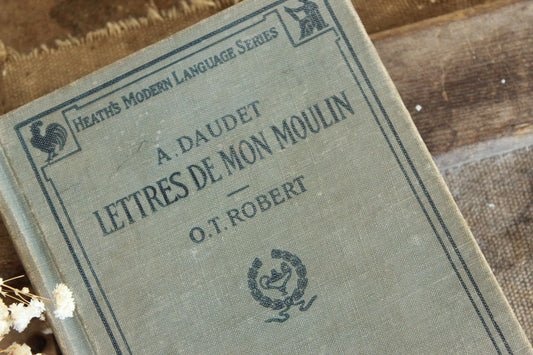 HEATH'S MODERN LANGUAGE SERIES
A. DAUDET
LETTRES DE MON MOULIN
O.T. ROBERT